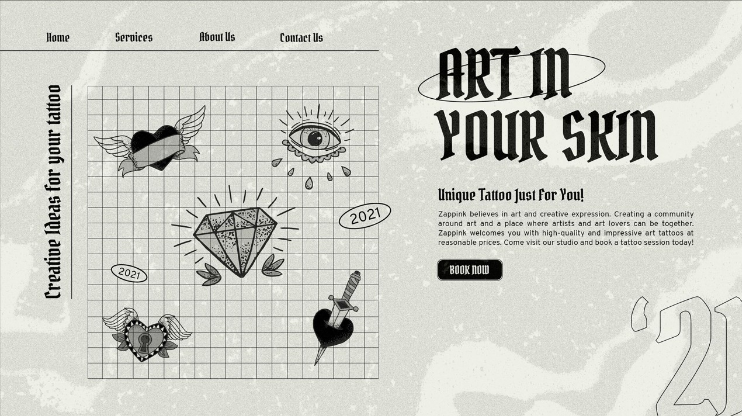 Home
Services
About Us
Contact Us
Creative Ideas for your tattoo
2021
2021
ART IN
YOUR SKIN
Unique Tattoo Just For You!
Zappink believes in art and creative expression. Creating a community
around art and a place where artists and art lovers can be together.
Zappink welcomes you with high-quality and impressive art tattoos at
reasonable prices. Come visit our studio and book a tattoo session today!
BOOK NOW
'21